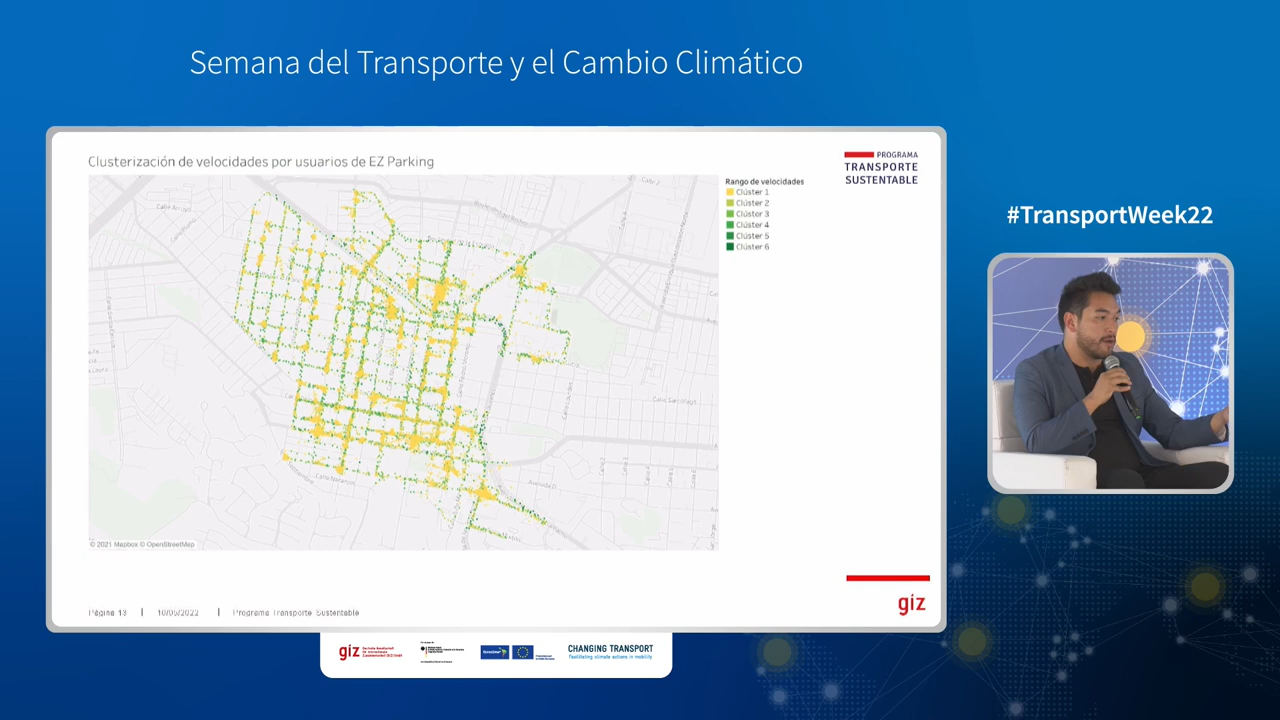 Semana del Transporte y el Cambio Climático
Clusterización de velocidades por usuarios de EZ Parking
PROGRAMA
TRANSPORTE
SUSTENTABLE
Rango de velocidades
Clúster 1
Clúster 2
Clúster 3
Clúster 4
Clúster 5
Clúster 6
#TransportWeek22
© 2021 Mapbox © OpenStreetMap
Página 13 | 10/05/2022 | Programa Transporte Sustentable
giz
giz
CHANGING TRANSPORT
Facilitating climate actions in mobility